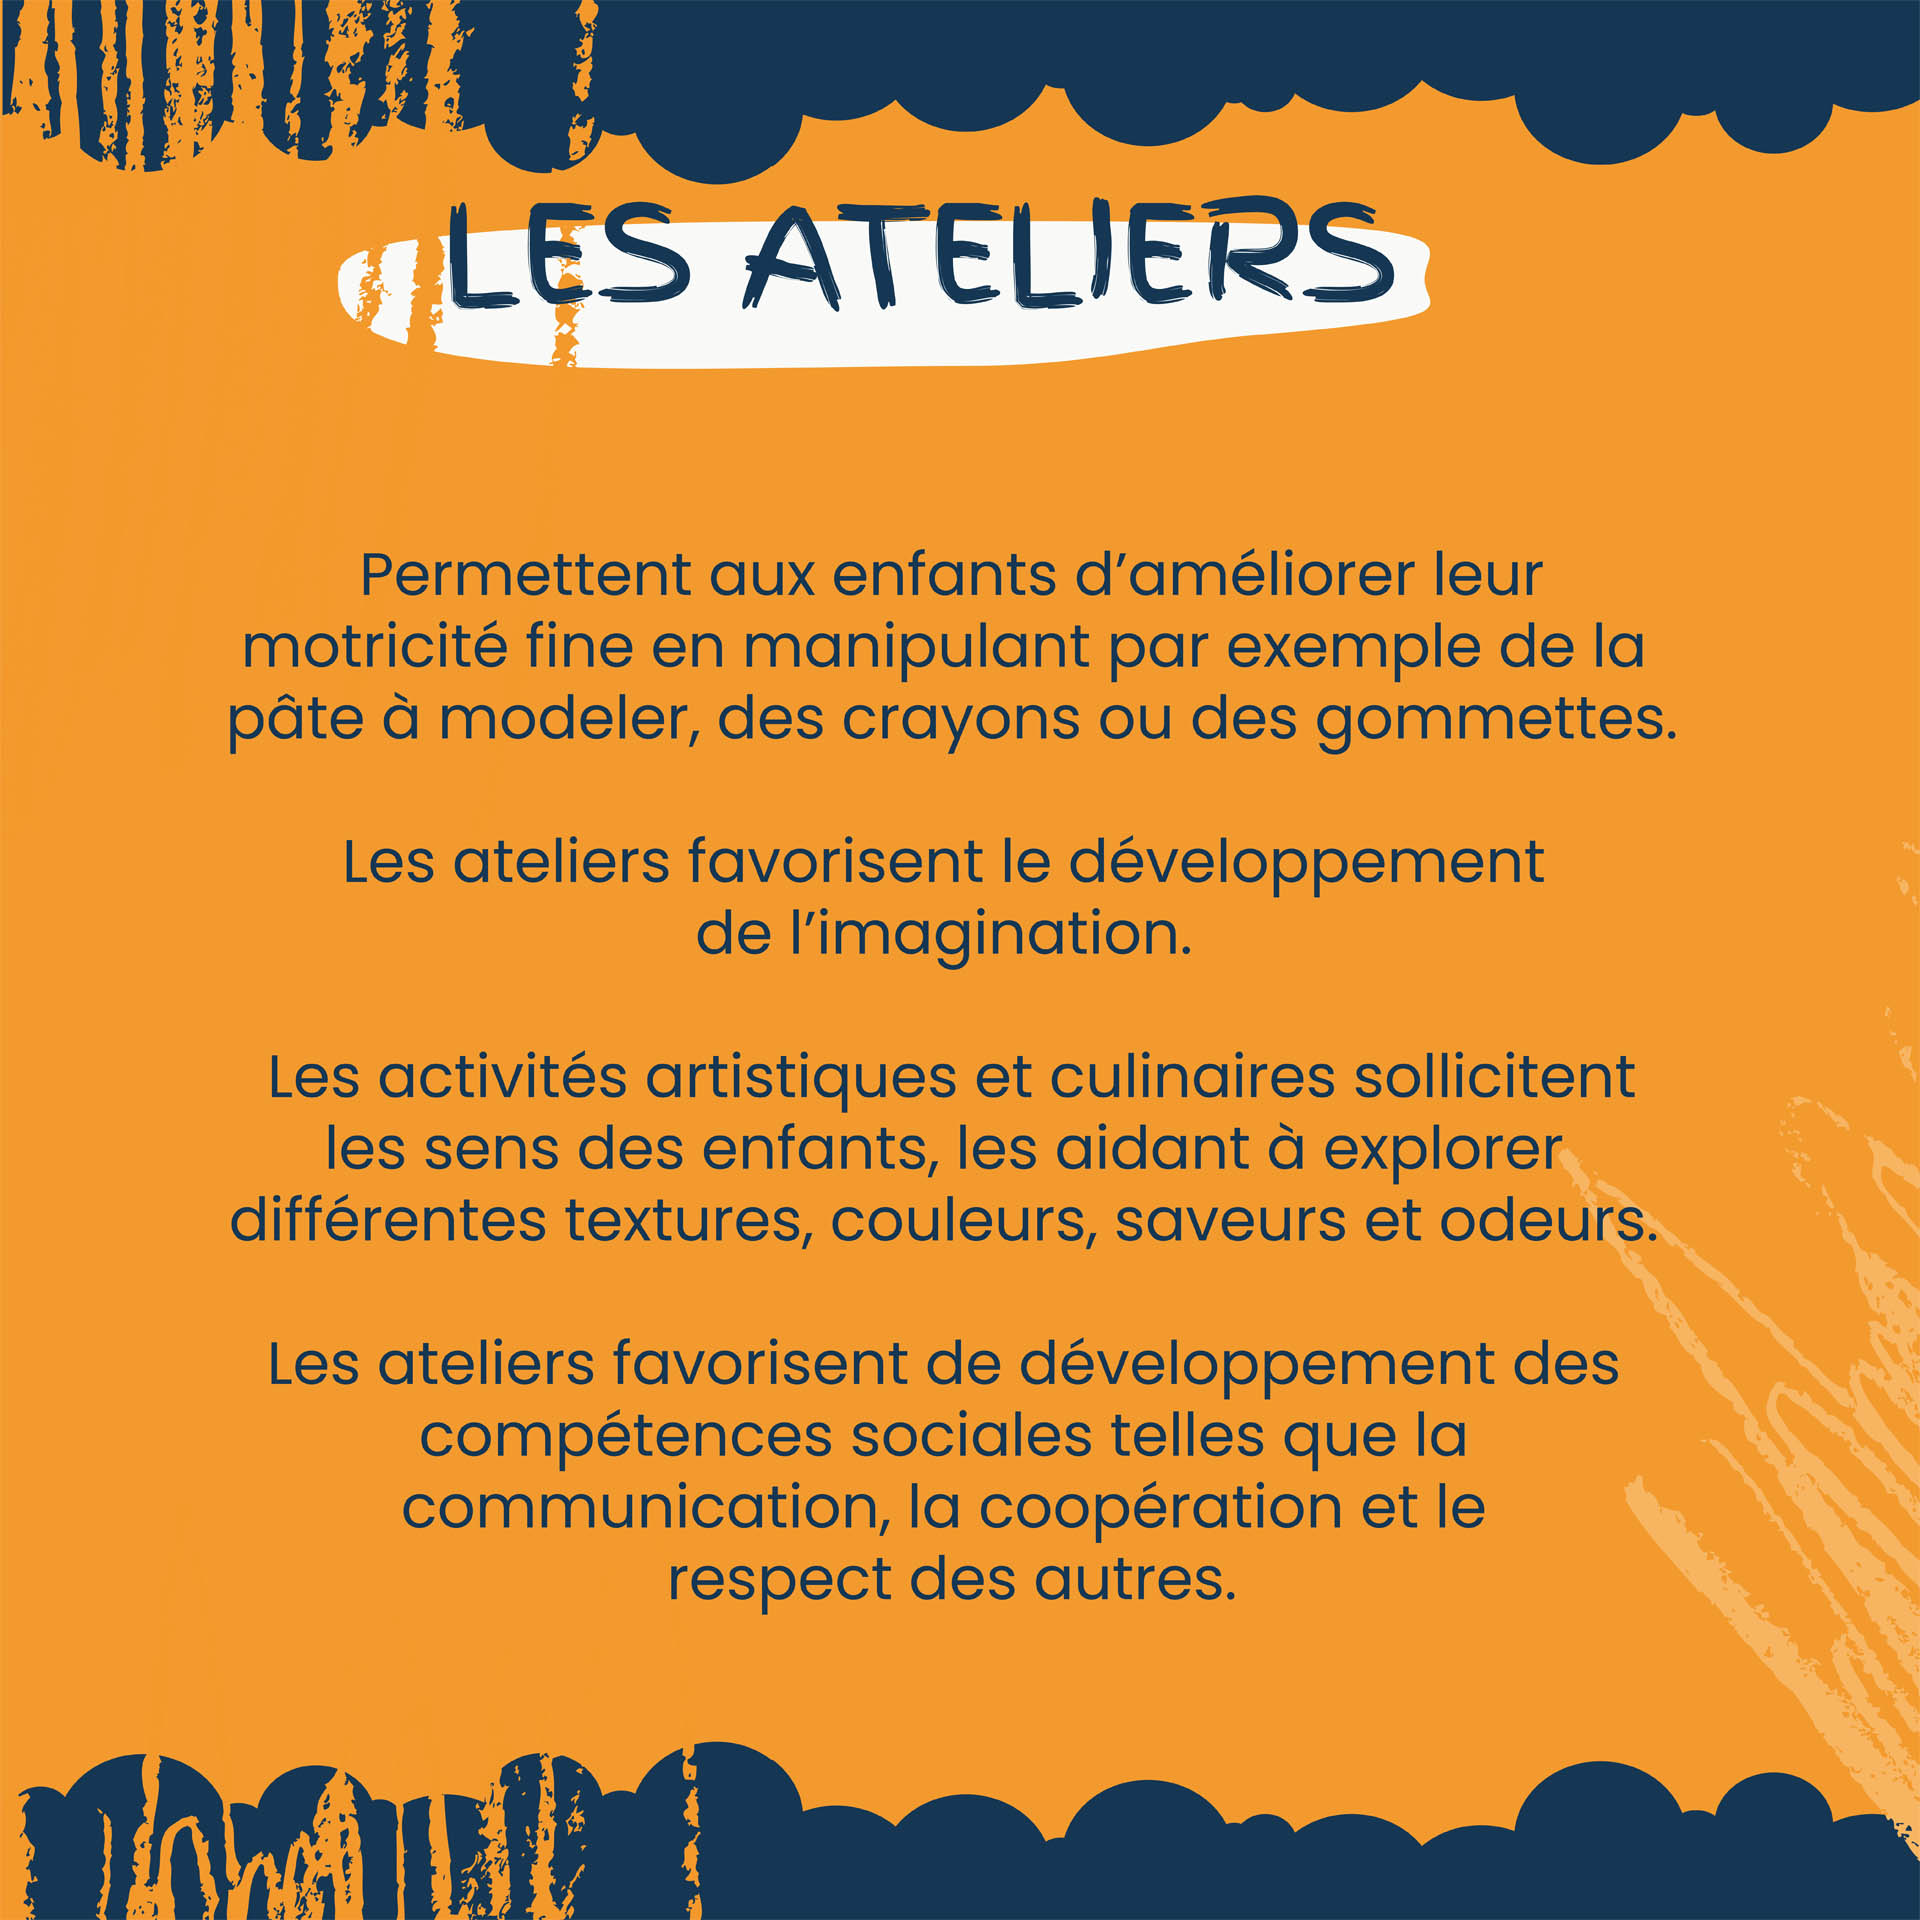 LES ATELIERS
Permettent aux enfants d’améliorer leur
motricité fine en manipulant par exemple de la
pâte à modeler, des crayons ou des gommettes.
Les ateliers favorisent le développement
de l’imagination.
Les activités artistiques et culinaires sollicitent
les sens des enfants, les aidant à explorer
différentes textures, couleurs, saveurs et odeurs.
Les ateliers favorisent de développement des
compétences sociales telles que la
communication, la coopération et le
respect des autres.